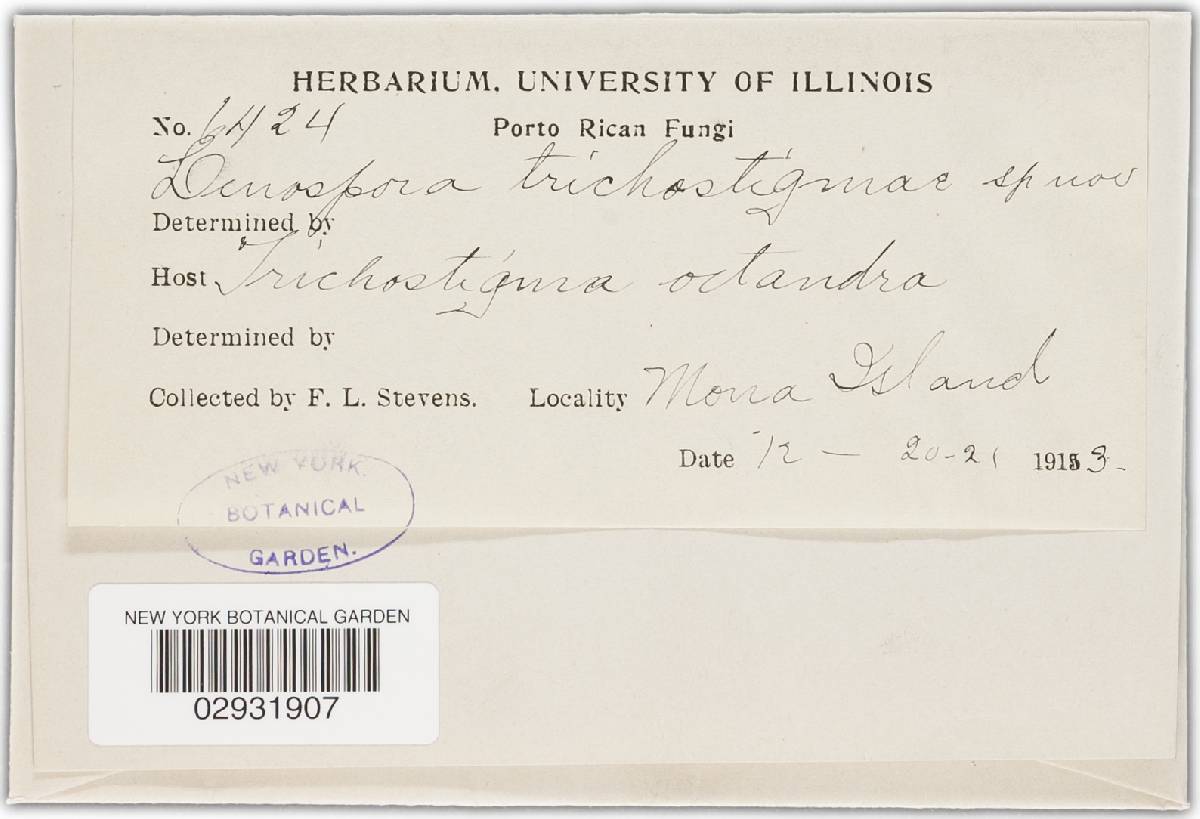 HERBARIUM, UNIVERSITY OF ILLINOIS
No. 6424 Porto Rican Fungi
Linospora trichostigmae sp nov
Determined by
Host Trichostigma octandra
Determined by
Collected by F. L. Stevens. Locality Mona Island
Date 12 — 20-21 1913.
NEW YORK
BOTANICAL
GARDEN.
NEW YORK BOTANICAL GARDEN
02931907